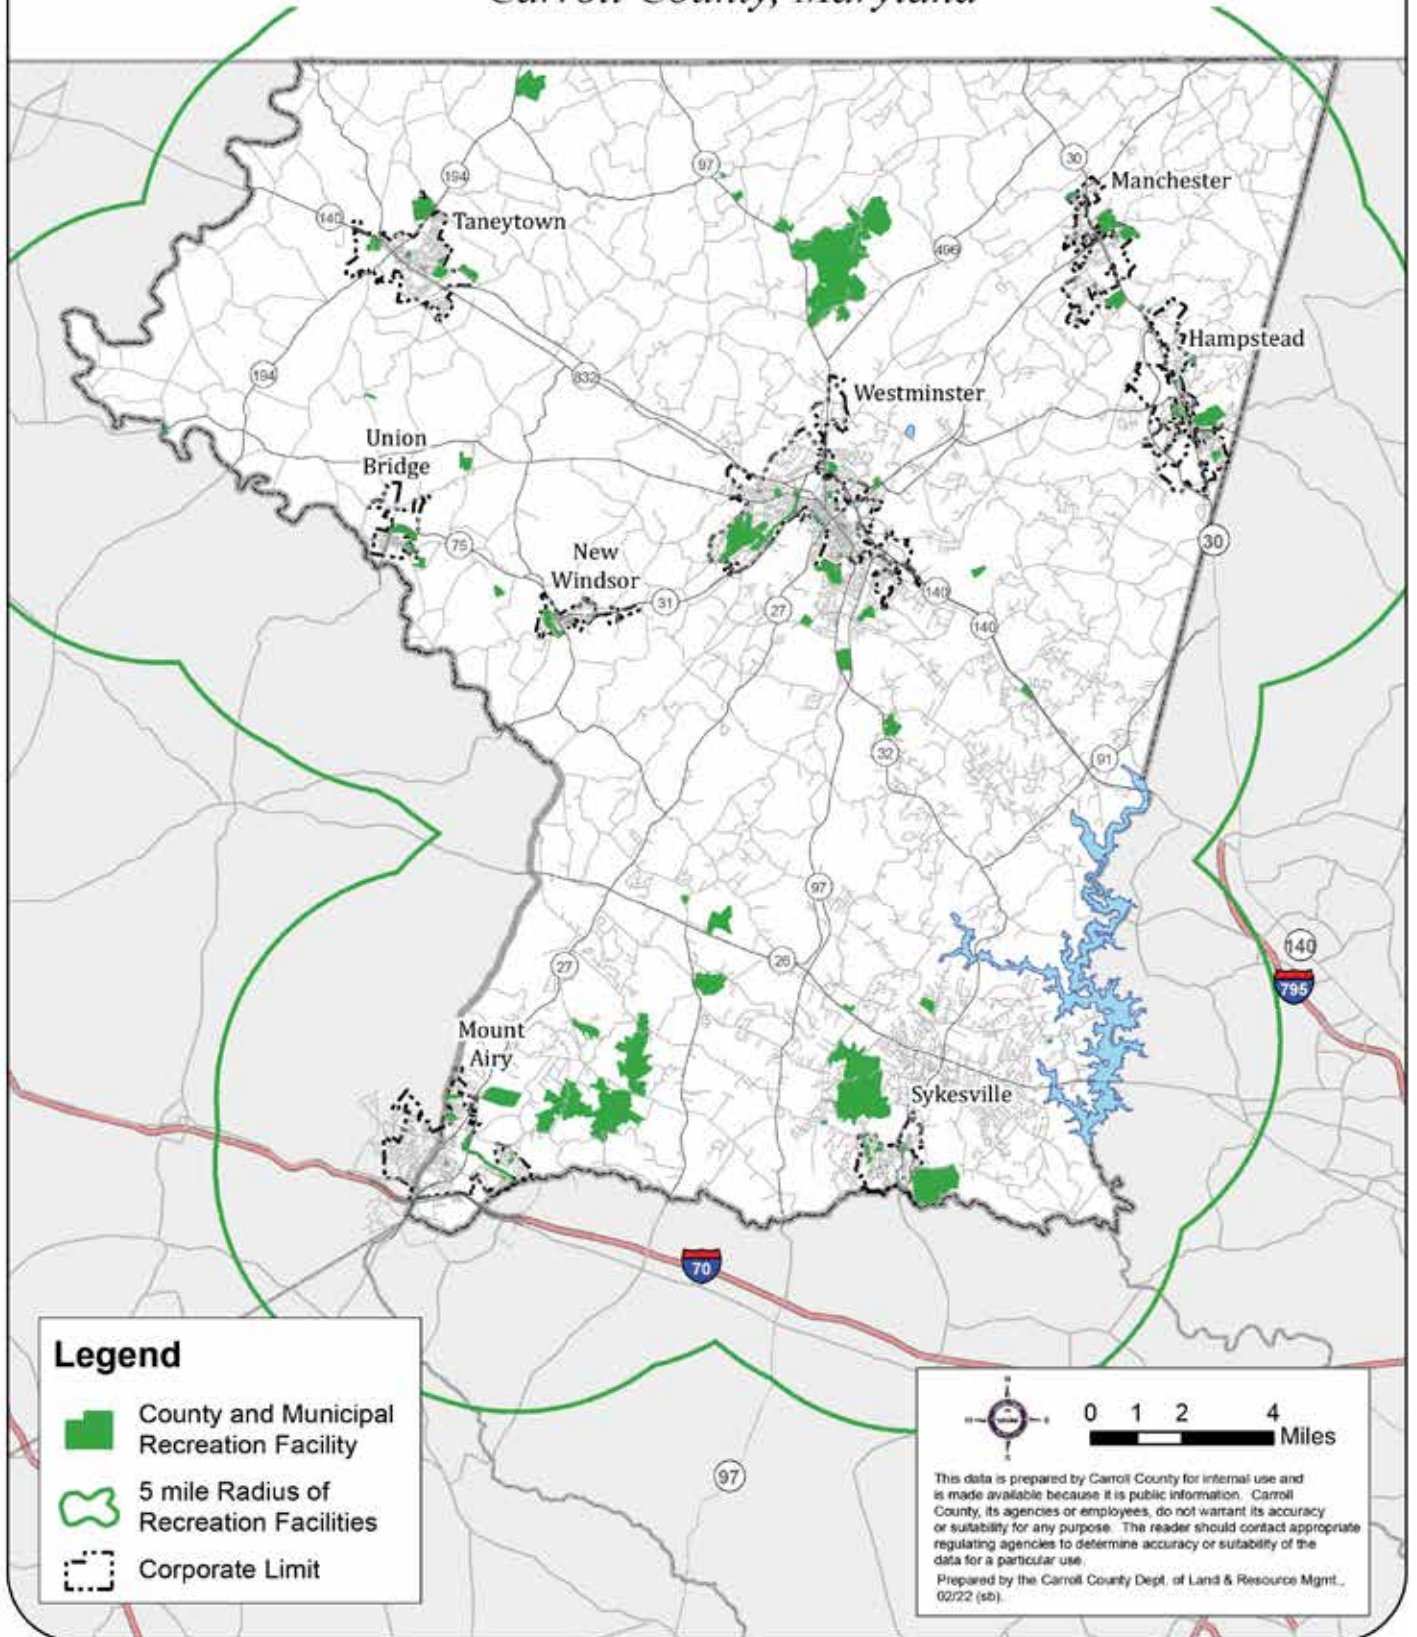 Carroll County, Maryland
97
30
Manchester
194
140
Taneytown
496
Hampstead
194
832
Westminster
Union
Bridge
75
New
Windsor
31
27
140
140
30
32
91
97
26
27
140
795
Mount
Airy
Sykesville
70
97
Legend
County and Municipal
Recreation Facility
5 mile Radius of
Recreation Facilities
Corporate Limit
0 1 2 4
Miles
This data is prepared by Carroll County for internal use and
is made available because it is public information. Carroll
County, its agencies or employees, do not warrant its accuracy
or suitability for any purpose. The reader should contact appropriate
regulating agencies to determine accuracy or suitability of the
data for a particular use.
Prepared by the Carroll County Dept. of Land & Resource Mgmt.,
02/22 (sb).